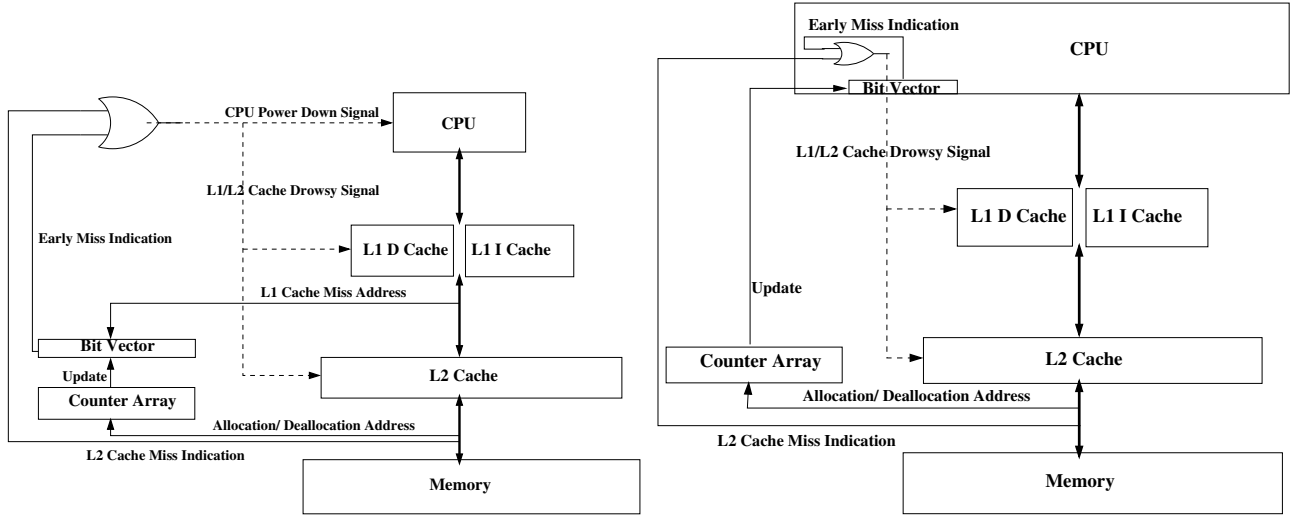 CPU Power Down Signal
CPU
L1/L2 Cache Drowsy Signal
Early Miss Indication
L1 D Cache
L1 I Cache
L1 Cache Miss Address
Bit Vector
Update
L2 Cache
Counter Array
Allocation/ Deallocation Address
L2 Cache Miss Indication
Memory
Early Miss Indication
CPU
Bit Vector
L1/L2 Cache Drowsy Signal
L1 D Cache
L1 I Cache
Update
Counter Array
L2 Cache
Allocation/ Deallocation Address
L2 Cache Miss Indication
Memory